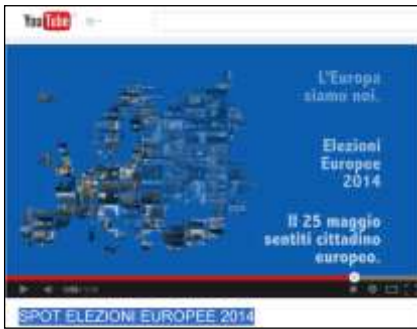 YouTube
L'Europa
siamo noi.
Elezioni
Europee
2014
Il 25 maggio
sentiti cittadino
europeo.
SPOT ELEZIONI EUROPEE 2014